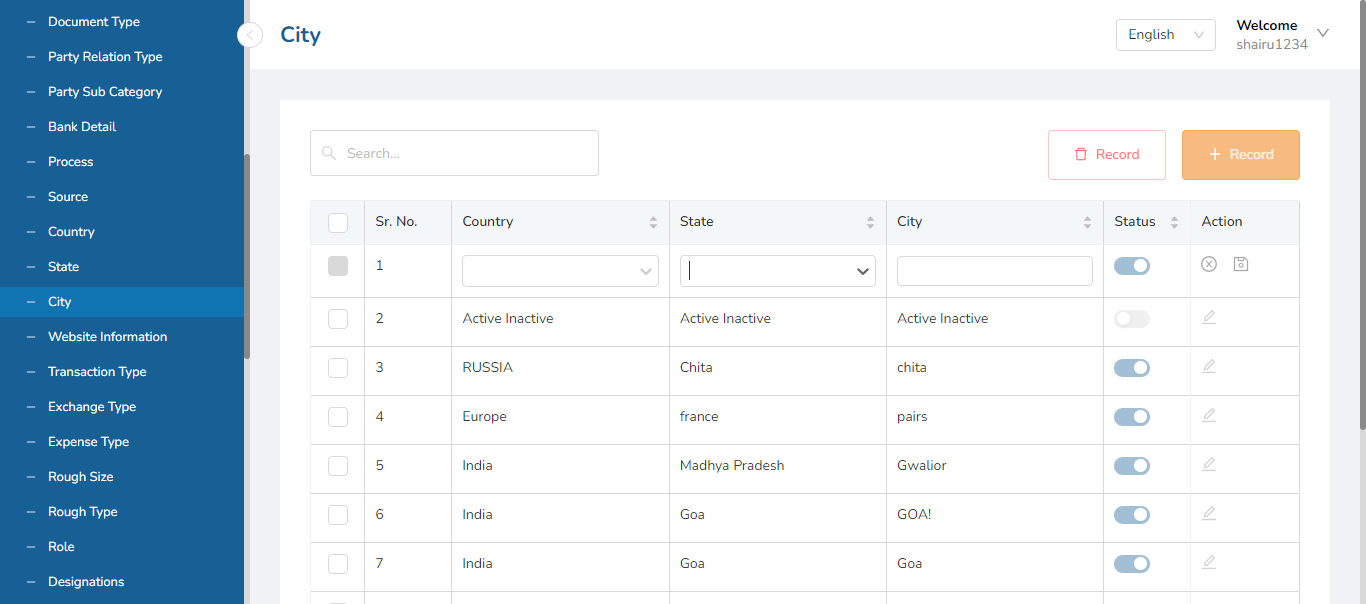 Document Type
Party Relation Type
Party Sub Category
Bank Detail
Process
Source
Country
State
City
Website Information
Transaction Type
Exchange Type
Expense Type
Rough Size
Rough Type
Role
Designations
City
English
Welcome
shairu1234
Search...
Record
+ Record
Sr. No. Country State City Status Action
1
2 Active Inactive Active Inactive Active Inactive
3 RUSSIA Chita chita
4 Europe france pairs
5 India Madhya Pradesh Gwalior
6 India Goa GOA!
7 India Goa Goa